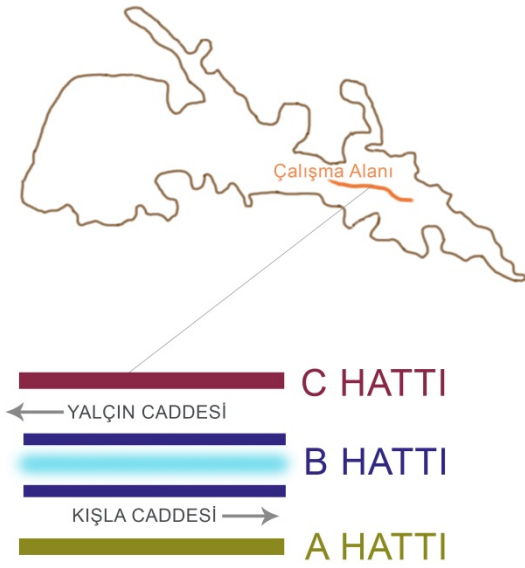 Çalışma Alanı
C HATTI
YALÇIN CADDESİ
B HATTI
KIŞLA CADDESİ
A HATTI